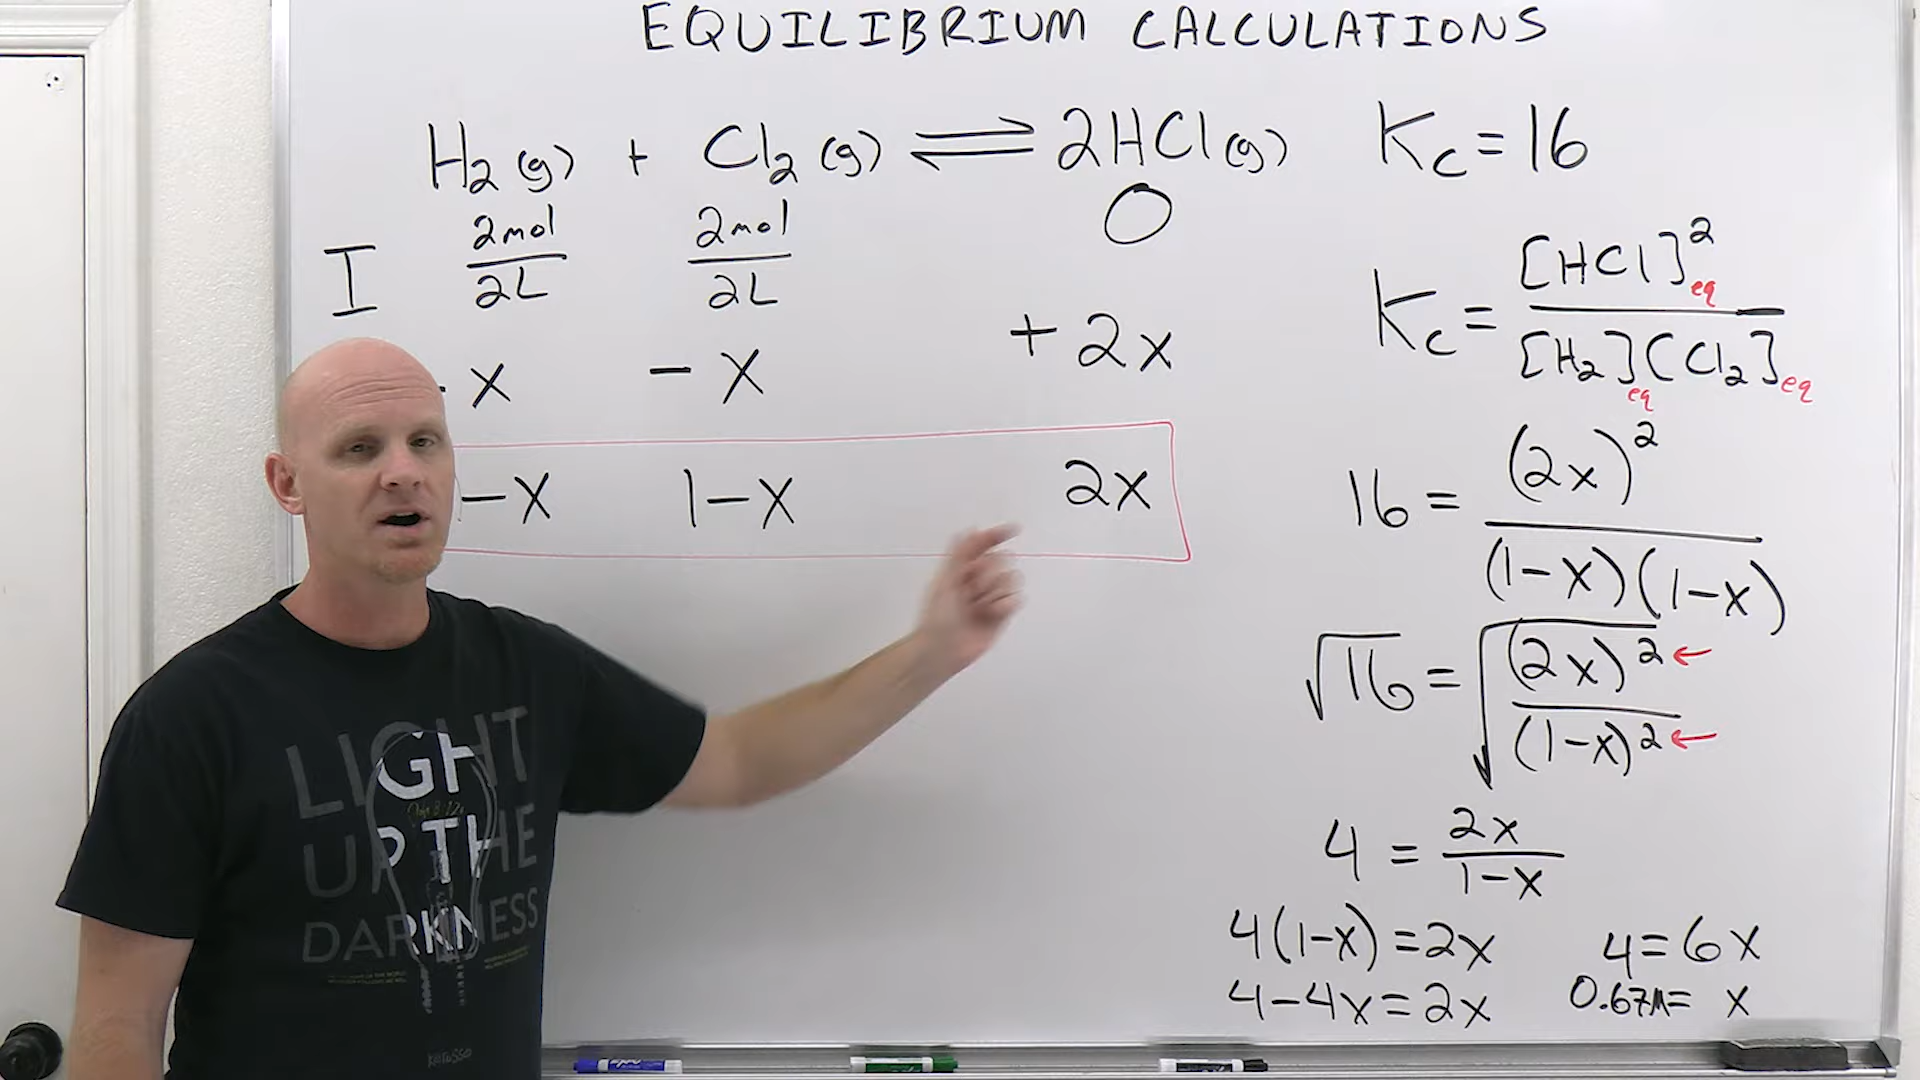 EQUILIBRIUM CALCULATIONS
H₂(g) + Cl₂(g) ⇌ 2HCl(g)
I 2mol/2L 2mol/2L 0
- x - x + 2x
-x 1-x 2x
Kc = 16
Kc = [HCl]²eq / [H₂]eq[Cl₂]eq
16 = (2x)² / (1-x)(1-x)
√16 = √((2x)² / (1-x)²)
← 
←
4 = 2x / 1-x
4(1-x) = 2x
4-4x = 2x
4 = 6x
0.67M = x
LIGHT
UP THE
DARKNESS
kerusso